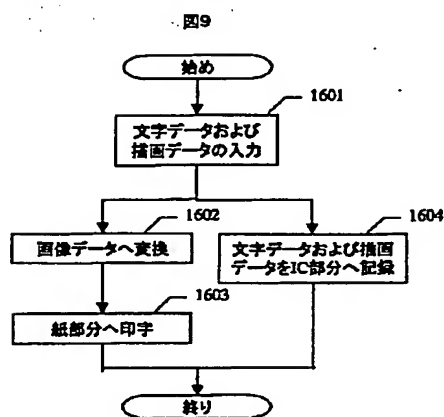 図9
始め
1601
文字データおよび
描画データの入力
1602
画像データへ変換
1604
文字データおよび描画
データをIC部分へ記録
1603
紙部分へ印字
終り